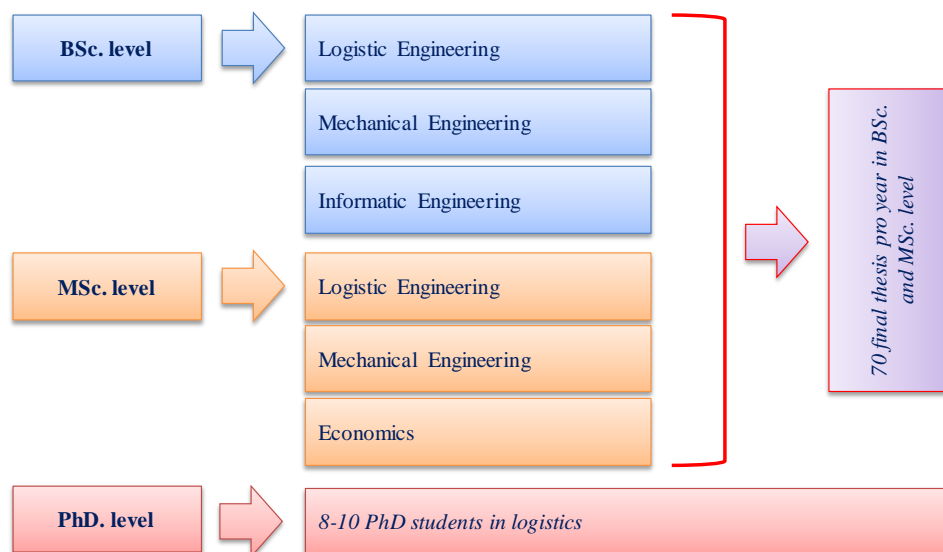 BSc. level
Logistic Engineering
Mechanical Engineering
Informatic Engineering
MSc. level
Logistic Engineering
Mechanical Engineering
Economics
70 final thesis pro year in BSc.
and MSc. level
PhD. level
8-10 PhD students in logistics